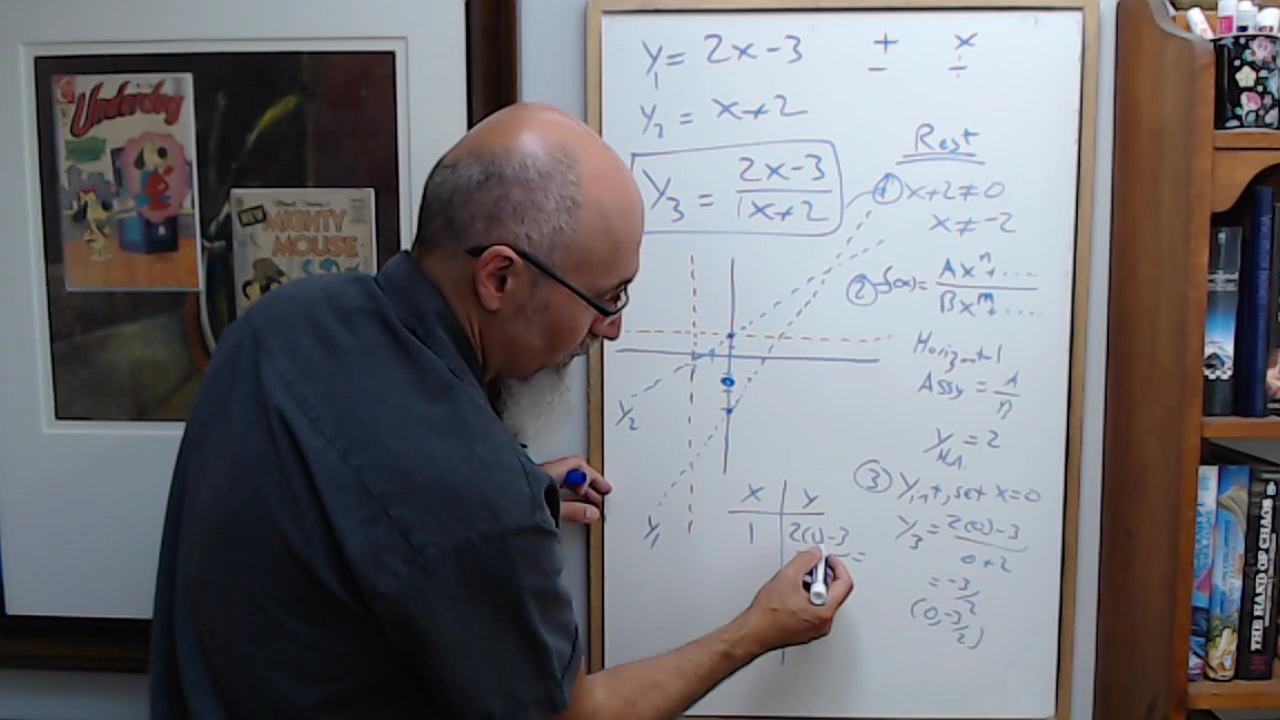 Underdog
NEW
MIGHTY
MOUSE
y₁ = 2x-3
+
-
x
÷
y₂ = x+2
y₃ = 2x-3 / 1x+2
Rest
① x+2≠0
x≠-2
② f(x)= Axⁿ+.... / Bxᵐ+....
Horizontal
Assy = A/B
y H.A. = 2
③ y int, set x=0
y₃ = 2(0)-3 / 0+2
= -3/2
(0, -3/2)
y₂
y₁
x y
1 2(1)-3
=
THE HAND OF CHAOS